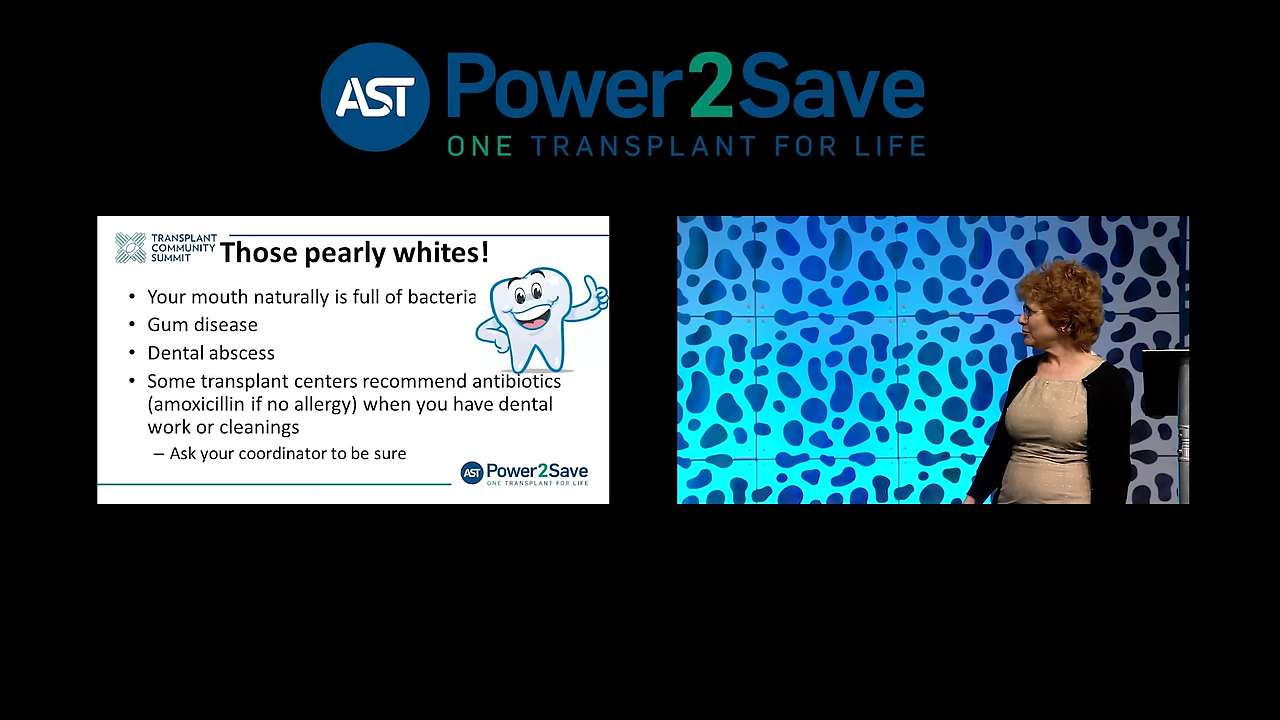 AST Power2Save
ONE TRANSPLANT FOR LIFE
TRANSPLANT
COMMUNITY
SUMMIT
Those pearly whites!
• Your mouth naturally is full of bacteria
• Gum disease
• Dental abscess
• Some transplant centers recommend antibiotics
(amoxicillin if no allergy) when you have dental
work or cleanings
– Ask your coordinator to be sure
AST Power2Save
ONE TRANSPLANT FOR LIFE